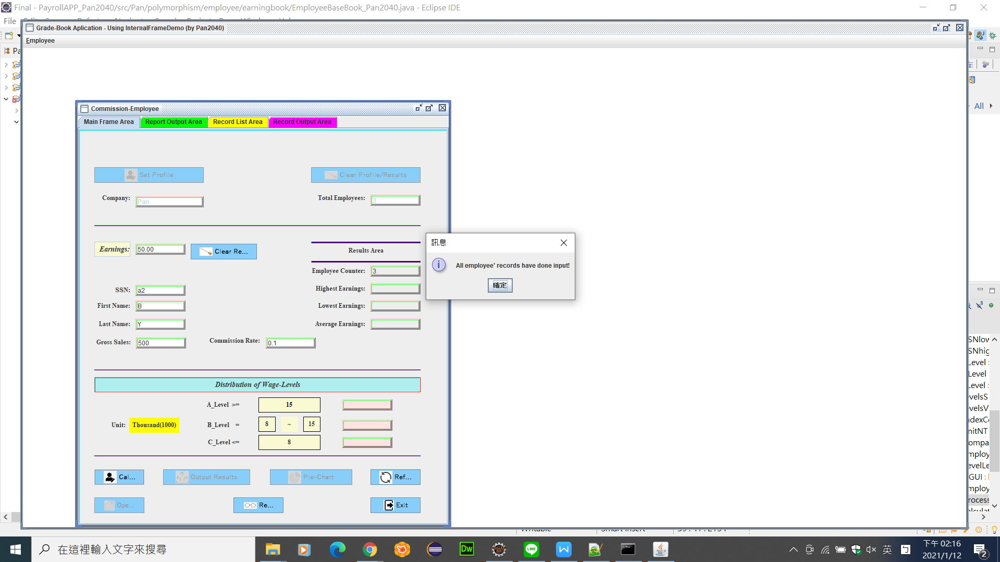 Final - PayrollAPP_Pan2040/src/Pan/polymorphism/employee/earningbook/EmployeeBaseBook_Pan2040.java - Eclipse IDE
File
Grade-Book Aplication - Using InternalFrameDemo (by Pan2040)
Employee
Pa
All
Commission-Employee
Main Frame Area
Report Output Area
Record List Area
Record Output Area
Set Profile
Clear Profile/Results
Company:
Pan
Total Employees:
3
Earnings:
50.00
Clear Re...
Results Area
Employee Counter:
3
Highest Earnings:
Lowest Earnings:
Average Earnings:
SSN:
a2
First Name:
B
Last Name:
Y
Gross Sales:
500
Commission Rate:
0.1
訊息
All employee' records have done input!
確定
Distribution of Wage-Levels
A_Level >=
15
Unit:
Thousand(1000)
B_Level =
8
~
15
C_Level <=
8
Cal...
Output Results
Pie-Chart
Ref...
Ope...
Re...
Exit
SNlow
SNhig
Level :
Level
Level :
velsS
velsV
ndexCo
nitNT
ompa
mploy
evelLe
GUI :
mploy
rocess
在這裡輸入文字來搜尋
Dw
LINE
英
下午 02:16
2021/1/12
2